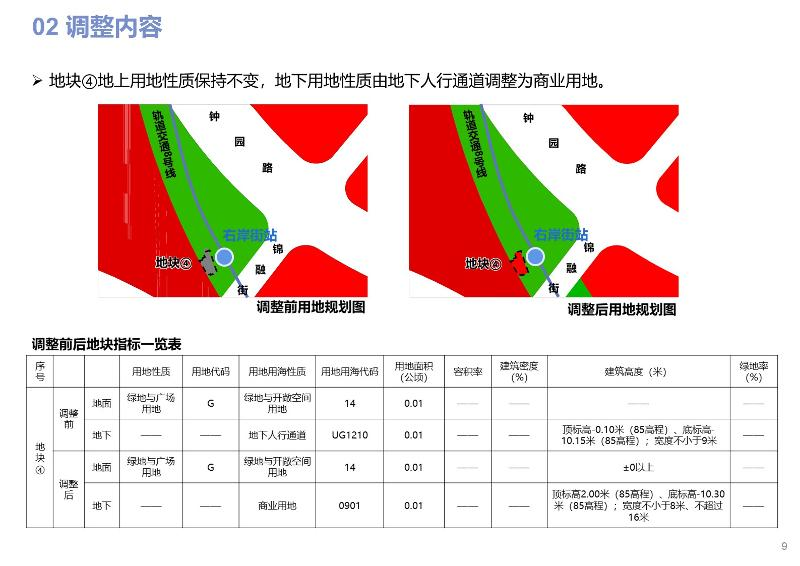 02 调整内容
➢ 地块④地上用地性质保持不变，地下用地性质由地下人行通道调整为商业用地。
轨道交通8号线
钟园路
右岸街站
锦融街
地块④
调整前用地规划图
轨道交通8号线
钟园路
右岸街站
锦融街
地块④
调整后用地规划图
调整前后地块指标一览表
序号 用地性质 用地代码 用地用海性质 用地用海代码 用地面积（公顷） 容积率 建筑密度（%） 建筑高度（米） 绿地率（%）
地块④ 调整前 地面 绿地与广场用地 G 绿地与开敞空间用地 14 0.01 —— —— —— ——
地下 —— —— 地下人行通道 UG1210 0.01 —— —— 顶标高-0.10米（85高程）、底标高-10.15米（85高程）；宽度不小于9米 ——
调整后 地面 绿地与广场用地 G 绿地与开敞空间用地 14 0.01 —— —— ±0以上 ——
地下 —— —— 商业用地 0901 0.01 —— —— 顶标高2.00米（85高程）、底标高-10.30米（85高程）；宽度不小于8米、不超过16米 ——
9